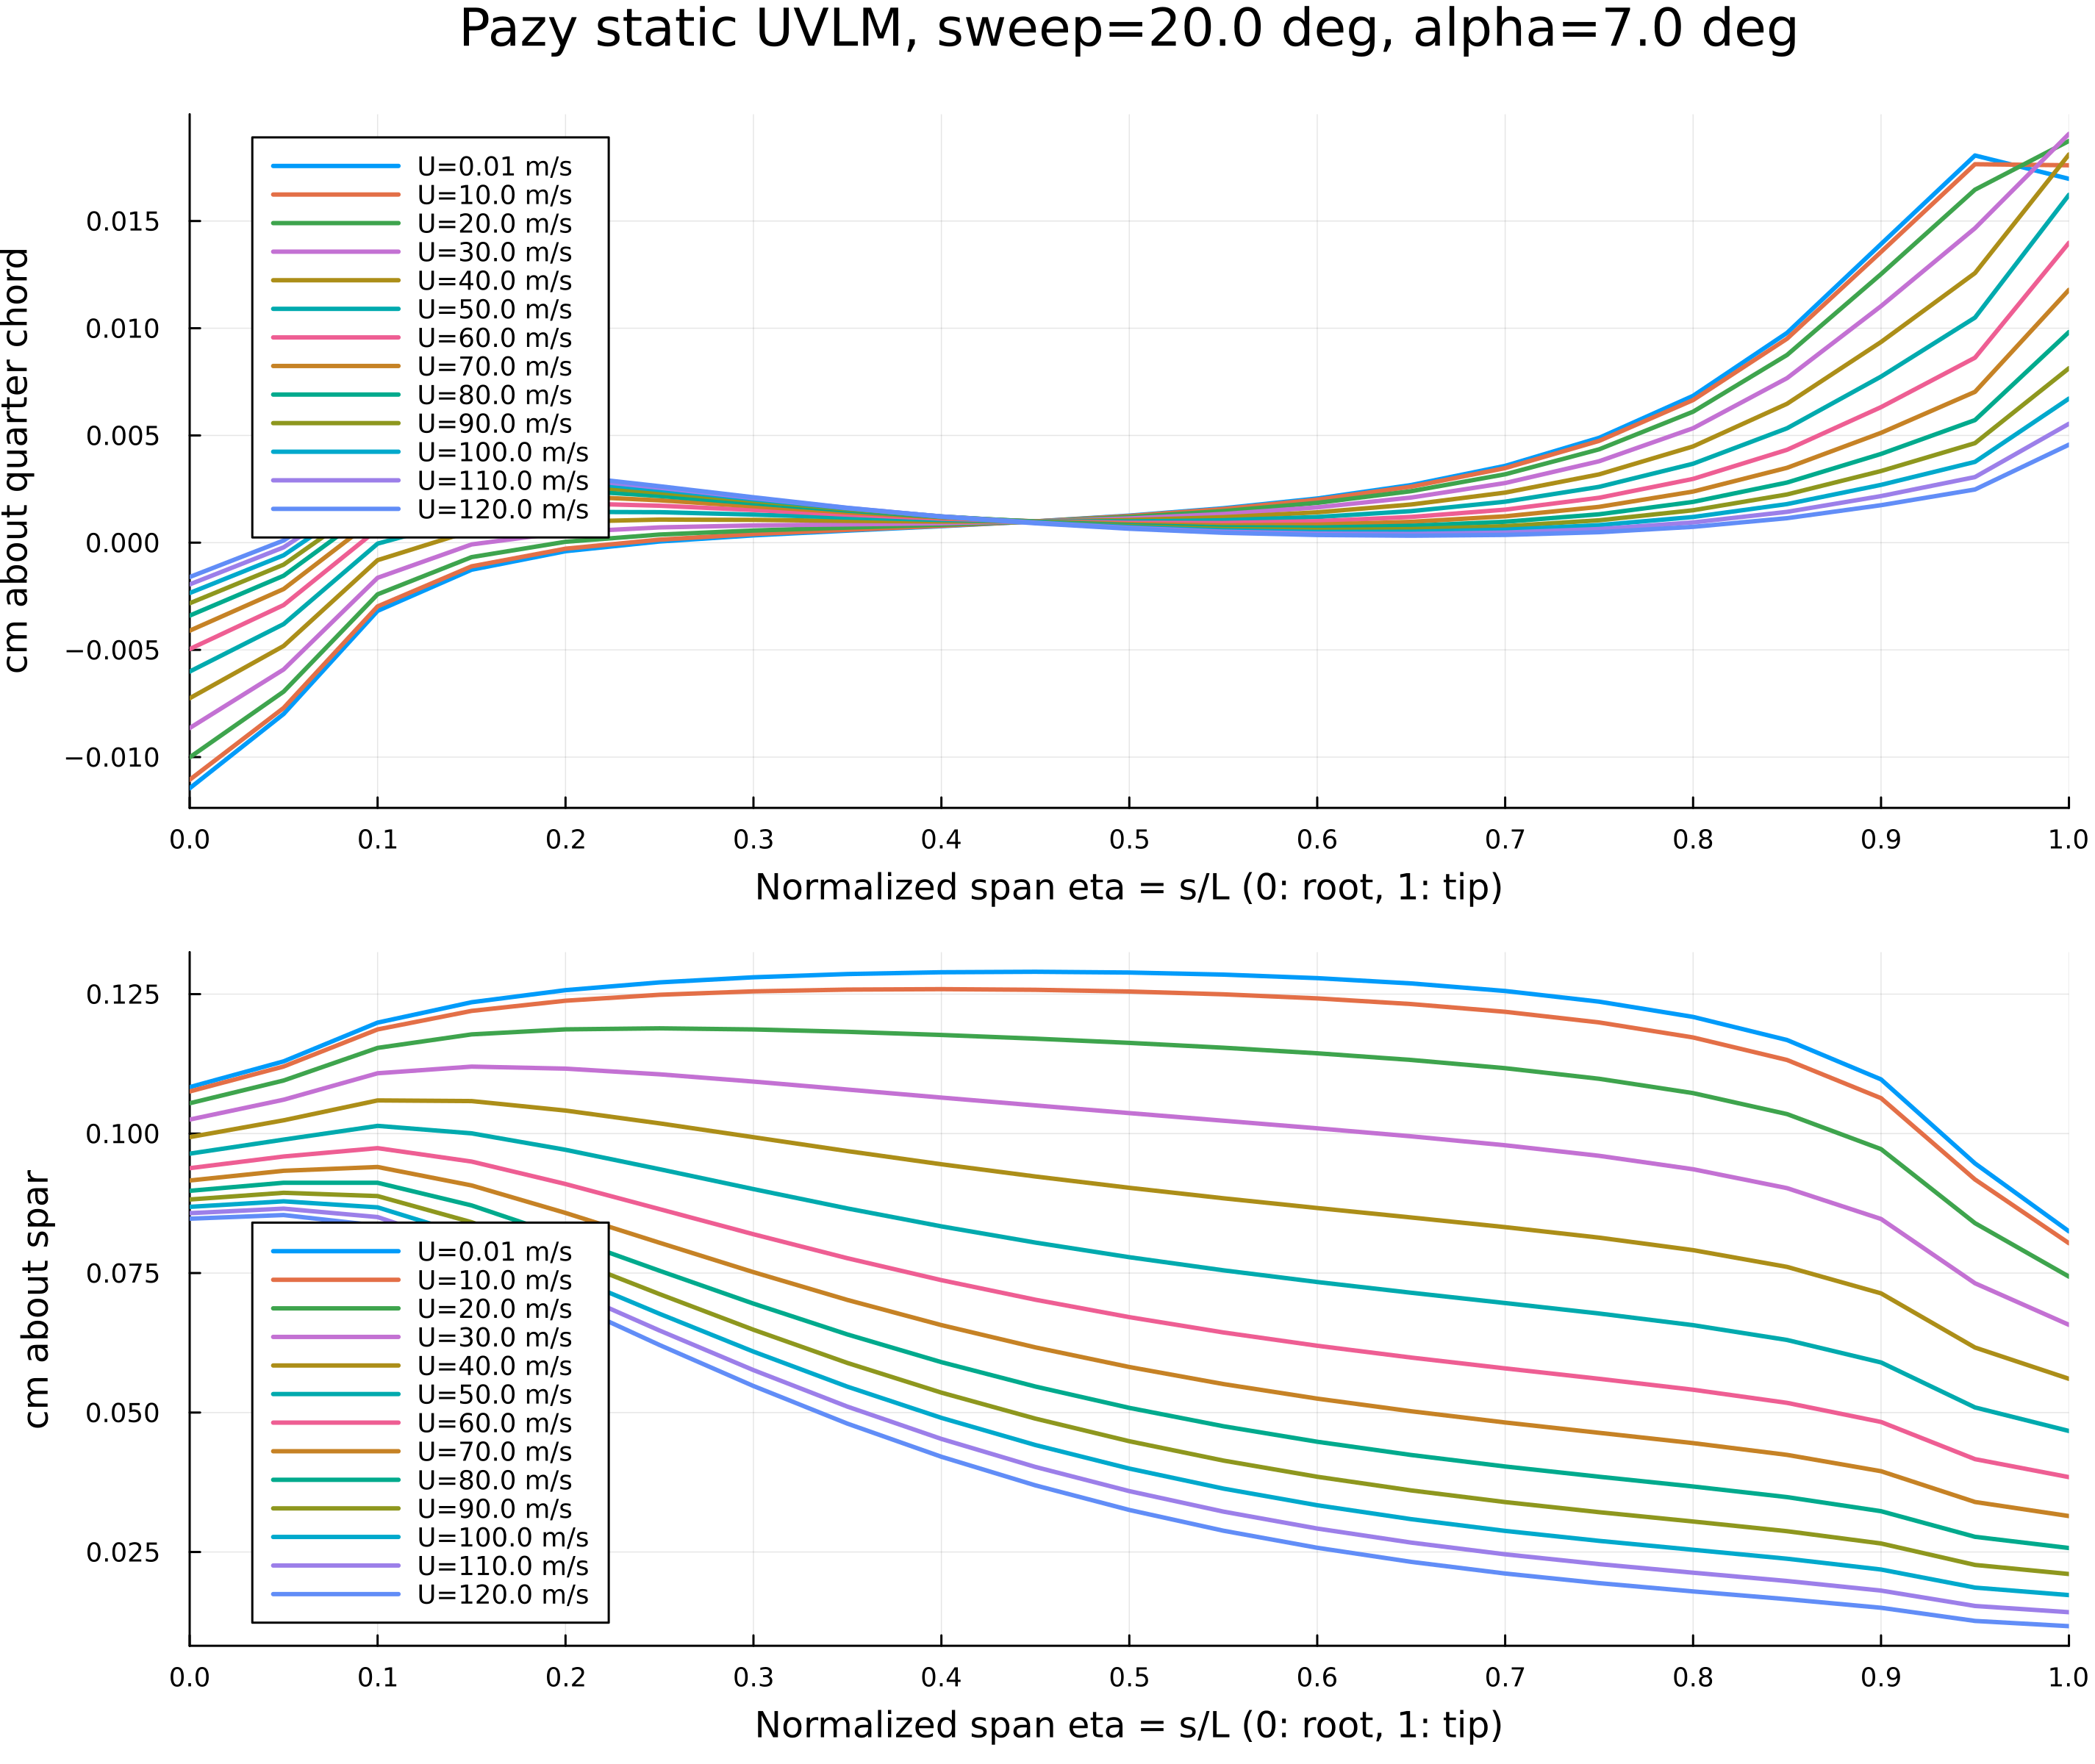 Pazy static UVLM, sweep=20.0 deg, alpha=7.0 deg
cm about quarter chord
0.015
0.010
0.005
0.000
−0.005
−0.010
U=0.01 m/s
U=10.0 m/s
U=20.0 m/s
U=30.0 m/s
U=40.0 m/s
U=50.0 m/s
U=60.0 m/s
U=70.0 m/s
U=80.0 m/s
U=90.0 m/s
U=100.0 m/s
U=110.0 m/s
U=120.0 m/s
0.0 0.1 0.2 0.3 0.4 0.5 0.6 0.7 0.8 0.9 1.0
Normalized span eta = s/L (0: root, 1: tip)
cm about spar
0.125
0.100
0.075
0.050
0.025
U=0.01 m/s
U=10.0 m/s
U=20.0 m/s
U=30.0 m/s
U=40.0 m/s
U=50.0 m/s
U=60.0 m/s
U=70.0 m/s
U=80.0 m/s
U=90.0 m/s
U=100.0 m/s
U=110.0 m/s
U=120.0 m/s
0.0 0.1 0.2 0.3 0.4 0.5 0.6 0.7 0.8 0.9 1.0
Normalized span eta = s/L (0: root, 1: tip)